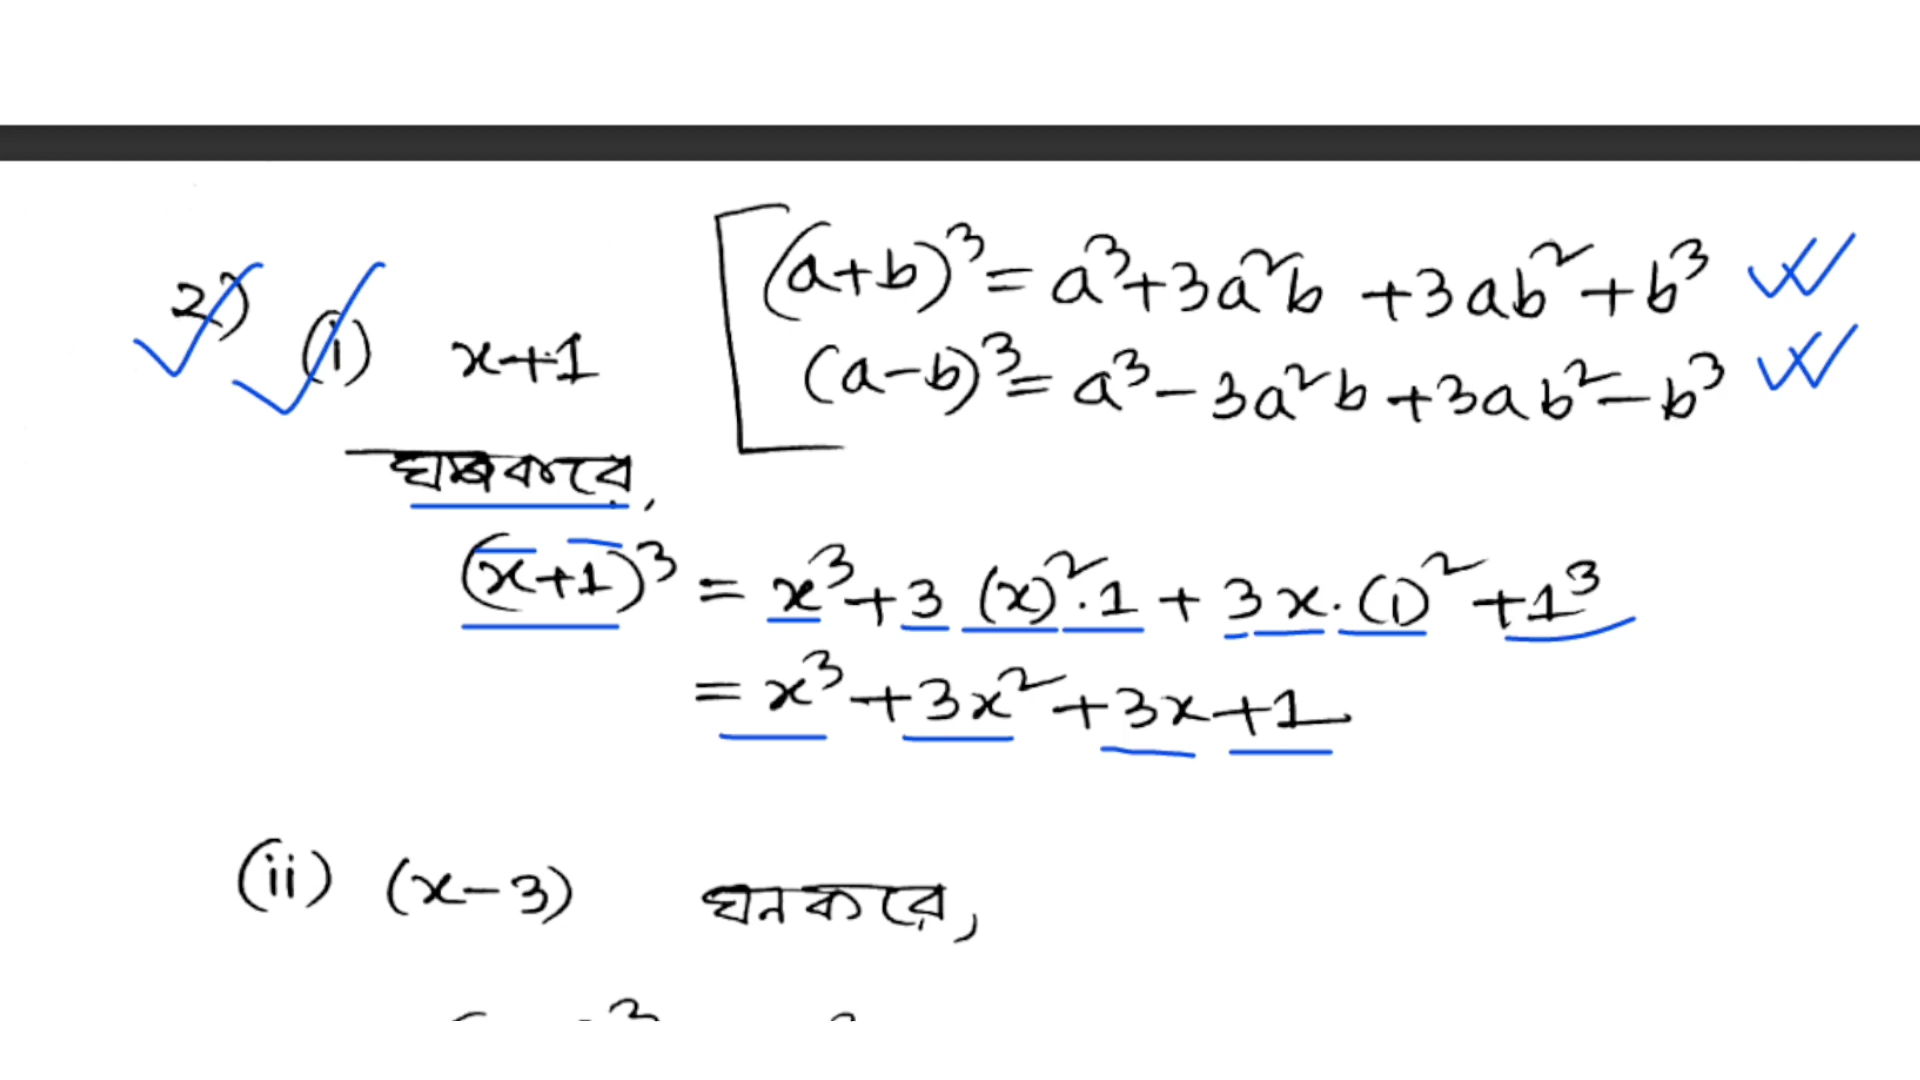 (a+b)³ = a³+3a²b +3ab²+b³
2) (i) x+1
(a-b)³ = a³-3a²b+3ab²-b³
ঘনকরে,
(x+1)³ = x³+3 (x)².1 + 3x.(1)² +1³
= x³+3x²+3x+1
(ii) (x-3) ঘনকরে,